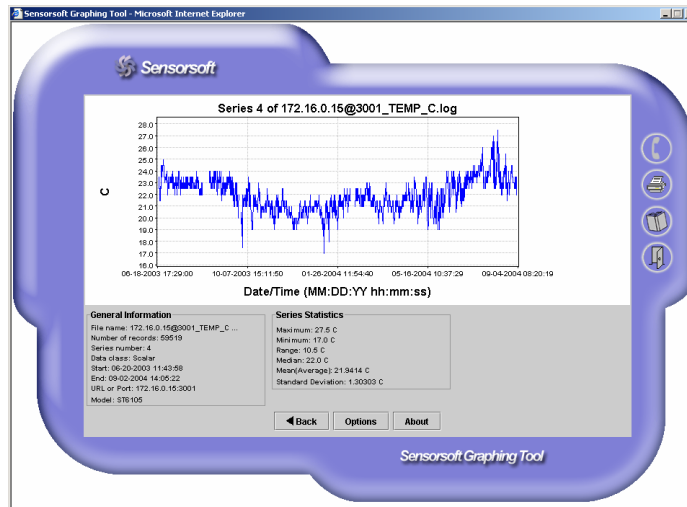 Sensorsoft Graphing Tool - Microsoft Internet Explorer
Sensorsoft
Series 4 of 172.16.0.15@3001_TEMP_C.log
28.0
27.0
26.0
25.0
24.0
23.0
22.0
21.0
20.0
19.0
18.0
17.0
16.0
C
06-18-2003 17:29:00 10-07-2003 15:11:50 01-26-2004 11:54:40 05-16-2004 10:37:29 09-04-2004 08:20:19
Date/Time (MM:DD:YY hh:mm:ss)
General Information
File name: 172.16.0.15@3001_TEMP_C ...
Number of records: 59519
Series number: 4
Data class: Scalar
Start: 06-20-2003 11:43:58
End: 09-02-2004 14:05:22
URL or Port: 172.16.0.15:3001
Model: ST6105
Series Statistics
Maximum: 27.5 C
Minimum: 17.0 C
Range: 10.5 C
Median: 22.0 C
Mean(Average): 21.9414 C
Standard Deviation: 1.30303 C
Back Options About
Sensorsoft Graphing Tool